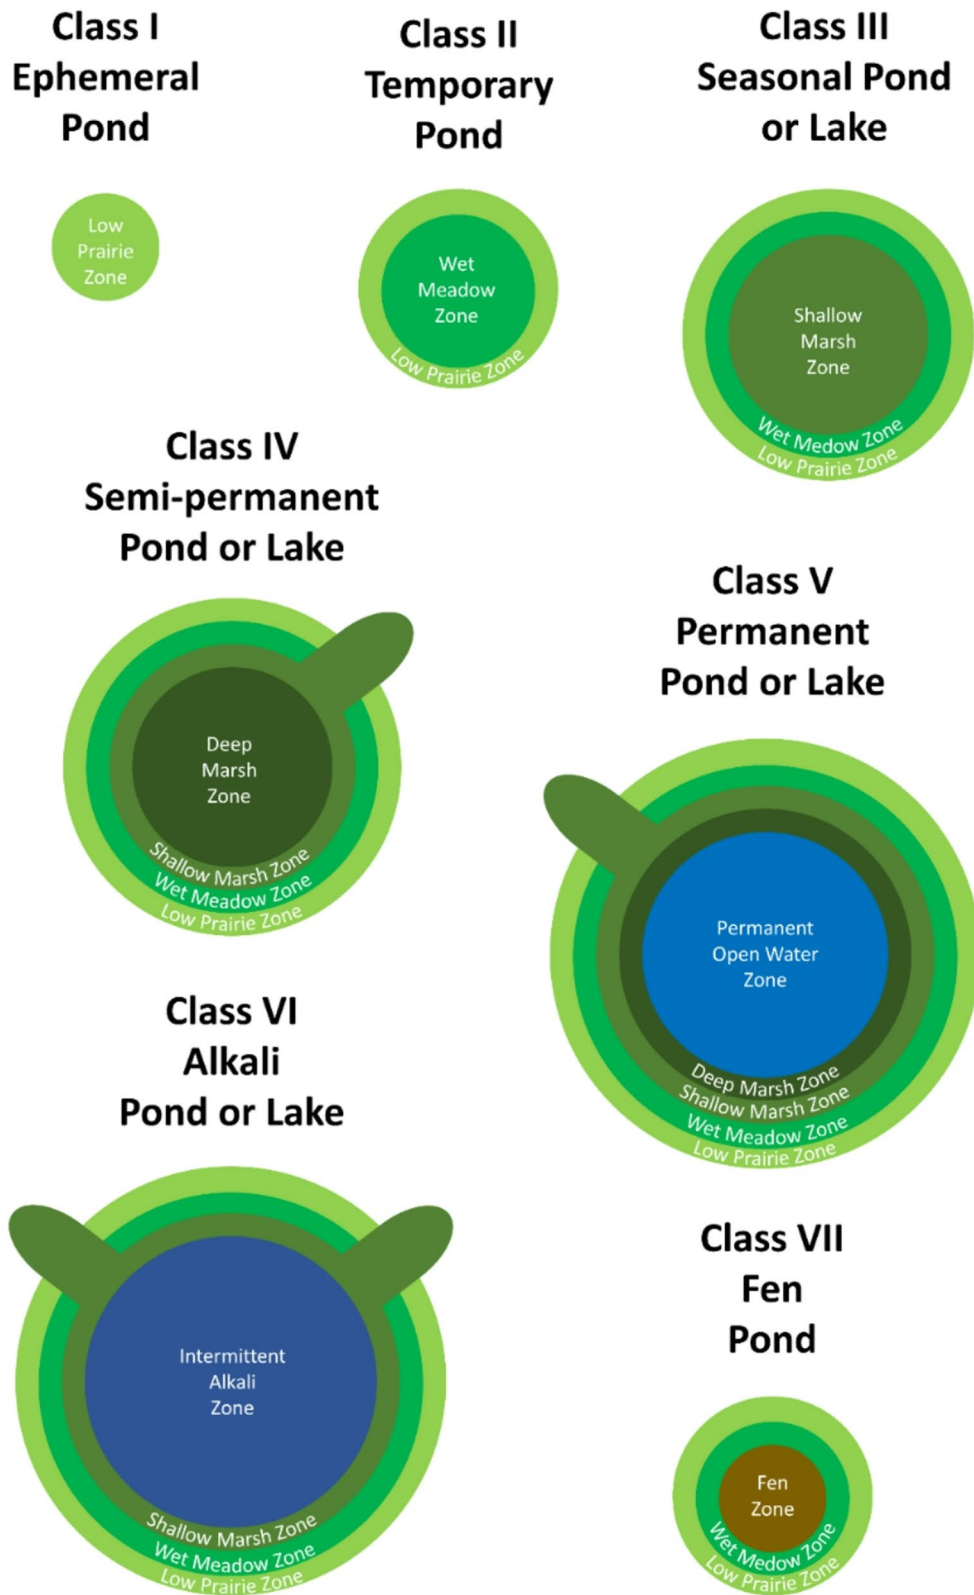 Class I
Ephemeral
Pond
Low
Prairie
Zone
Class II
Temporary
Pond
Wet
Meadow
Zone
Low Prairie Zone
Class III
Seasonal Pond
or Lake
Shallow
Marsh
Zone
Wet Medow Zone
Low Prairie Zone
Class IV
Semi-permanent
Pond or Lake
Deep
Marsh
Zone
Shallow Marsh Zone
Wet Meadow Zone
Low Prairie Zone
Class V
Permanent
Pond or Lake
Permanent
Open Water
Zone
Deep Marsh Zone
Shallow Marsh Zone
Wet Meadow Zone
Low Prairie Zone
Class VI
Alkali
Pond or Lake
Intermittent
Alkali
Zone
Shallow Marsh Zone
Wet Meadow Zone
Low Prairie Zone
Class VII
Fen
Pond
Fen
Zone
Wet Medow Zone
Low Prairie Zone